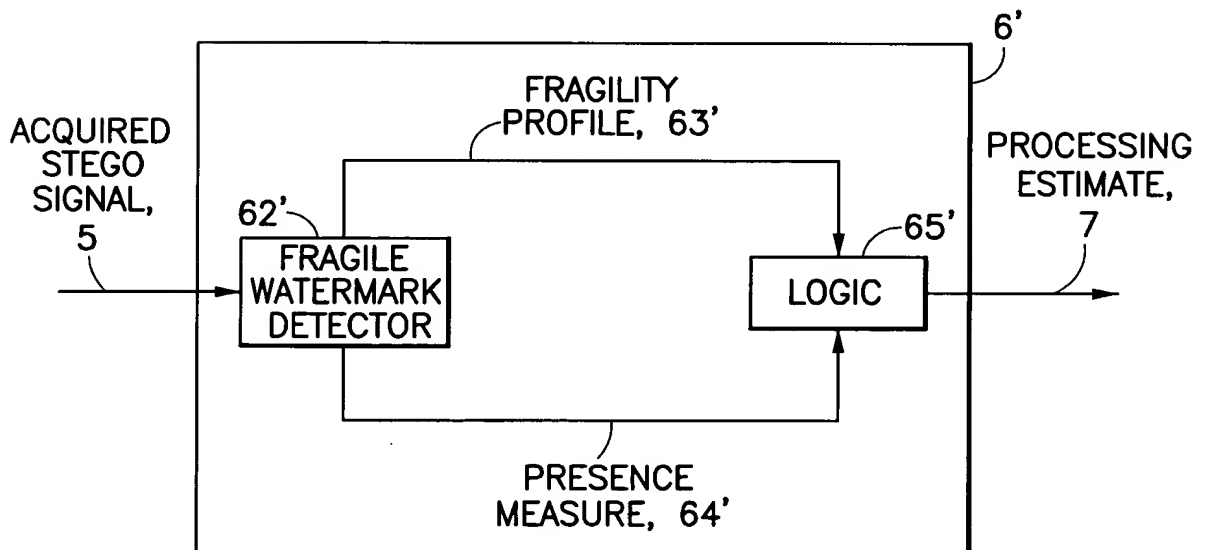 6'
FRAGILITY
PROFILE, 63'
ACQUIRED
STEGO
SIGNAL,
5
PROCESSING
ESTIMATE,
7
62'
65'
FRAGILE
WATERMARK
DETECTOR
LOGIC
PRESENCE
MEASURE, 64'